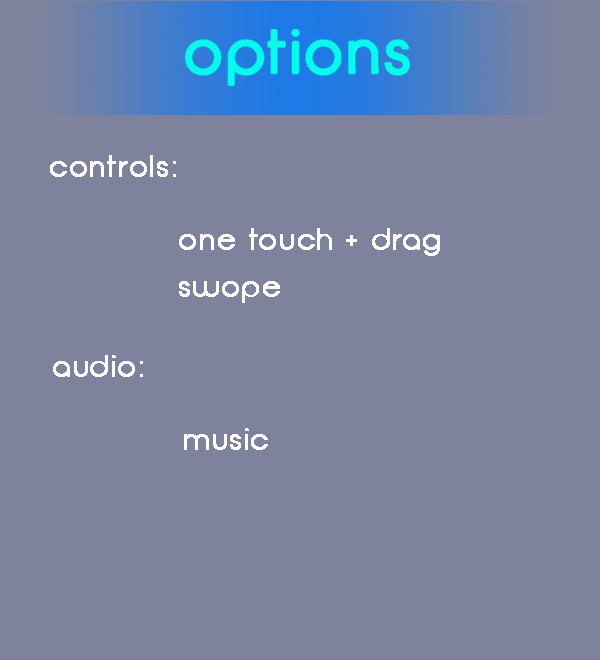 options
controls:
one touch + drag
swope
audio:
music